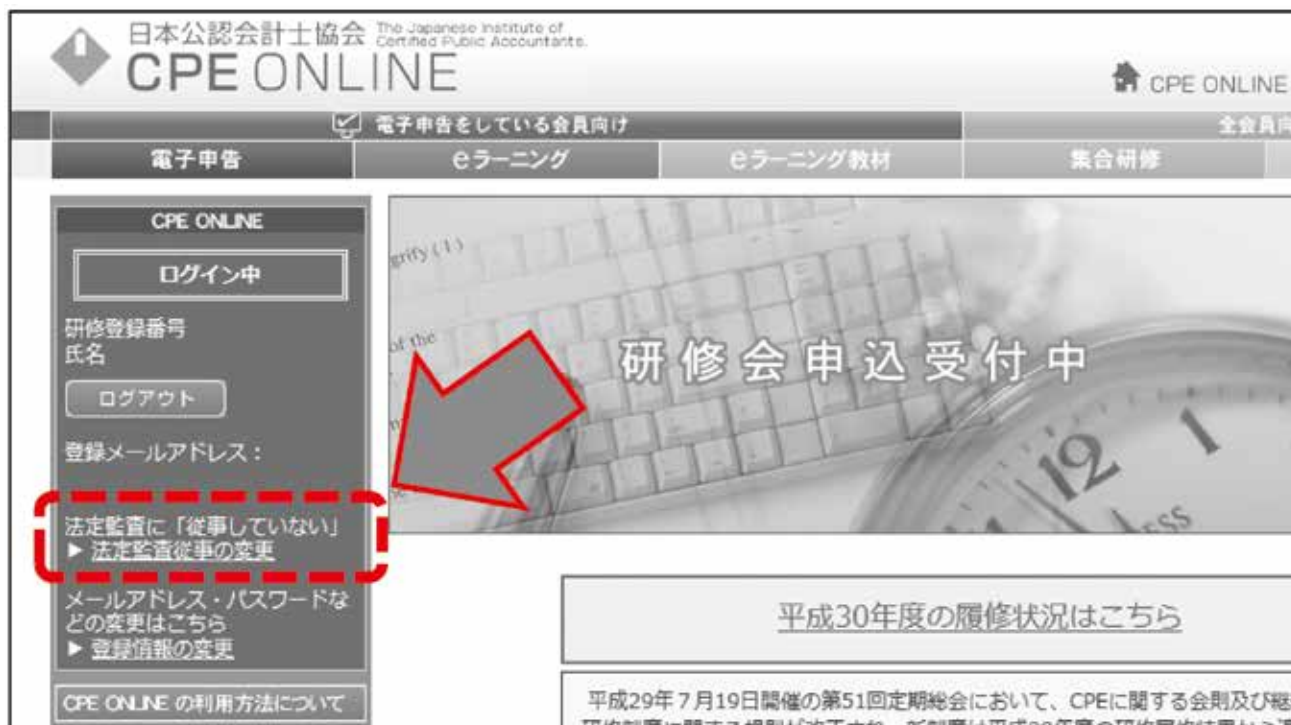 日本公認会計士協会 The Japanese Institute of
Certified Public Accountants.
CPE ONLINE
CPE ONLINE
電子申告をしている会員向け
全会員向
電子申告
eラーニング
eラーニング教材
集合研修
CPE ONLINE
ログイン中
研修登録番号
氏名
ログアウト
登録メールアドレス：
法定監査に「従事していない」
▶ 法定監査従事の変更
メールアドレス・パスワードな
どの変更はこちら
▶ 登録情報の変更
CPE ONLINE の利用方法について
grify ( 1 )
of the
研修会申込受付中
12
1
ESS
平成30年度の履修状況はこちら
平成29年７月19日開催の第51回定期総会において、CPEに関する会則及び継